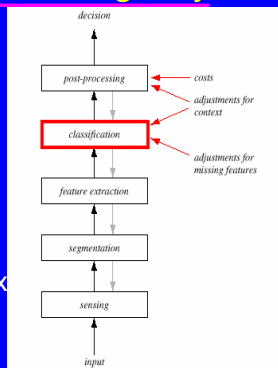 decision
post-processing
costs
adjustments for
context
classification
adjustments for
missing features
feature extraction
segmentation
x
sensing
input